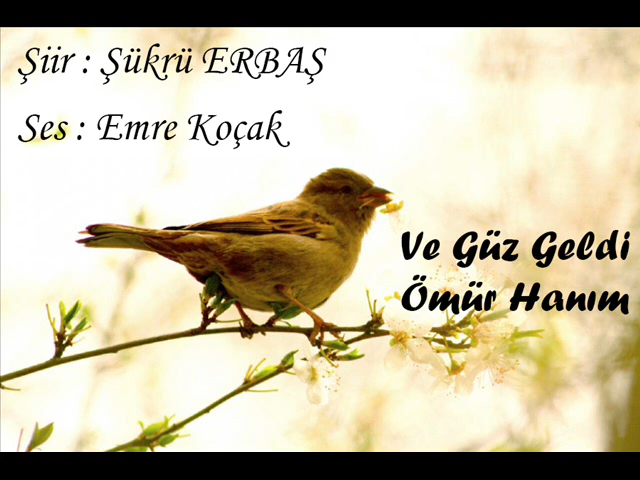 Şiir : Şükrü ERBAŞ
Ses : Emre Koçak
Ve Güz Geldi
Ömür Hanım